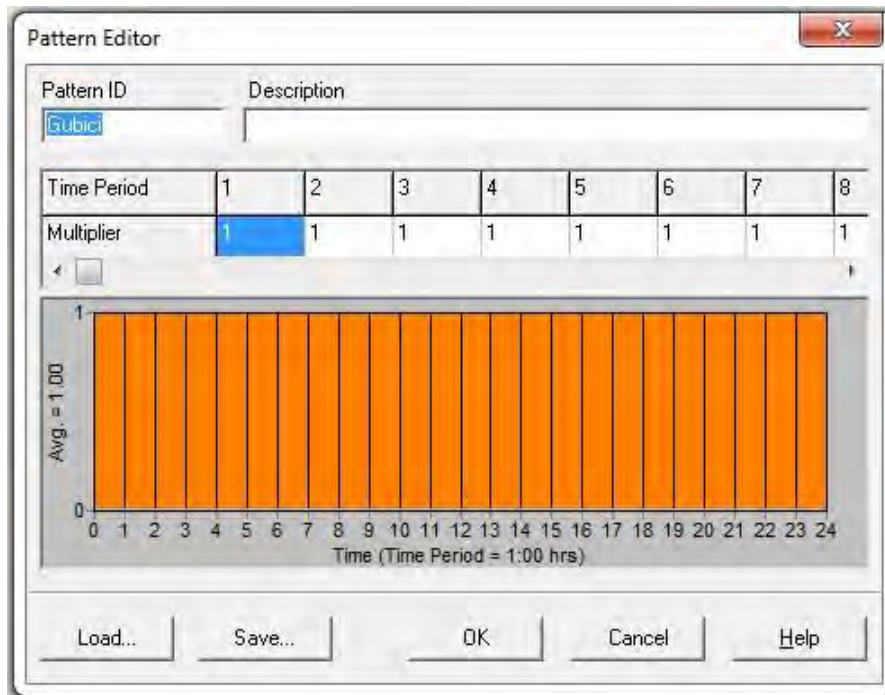 Pattern Editor
Pattern ID Description
Gubici
Time Period 1 2 3 4 5 6 7 8
Multiplier 1 1 1 1 1 1 1 1
1
Avg. = 1.00
0
0 1 2 3 4 5 6 7 8 9 10 11 12 13 14 15 16 17 18 19 20 21 22 23 24
Time (Time Period = 1:00 hrs)
Load... Save... OK Cancel Help